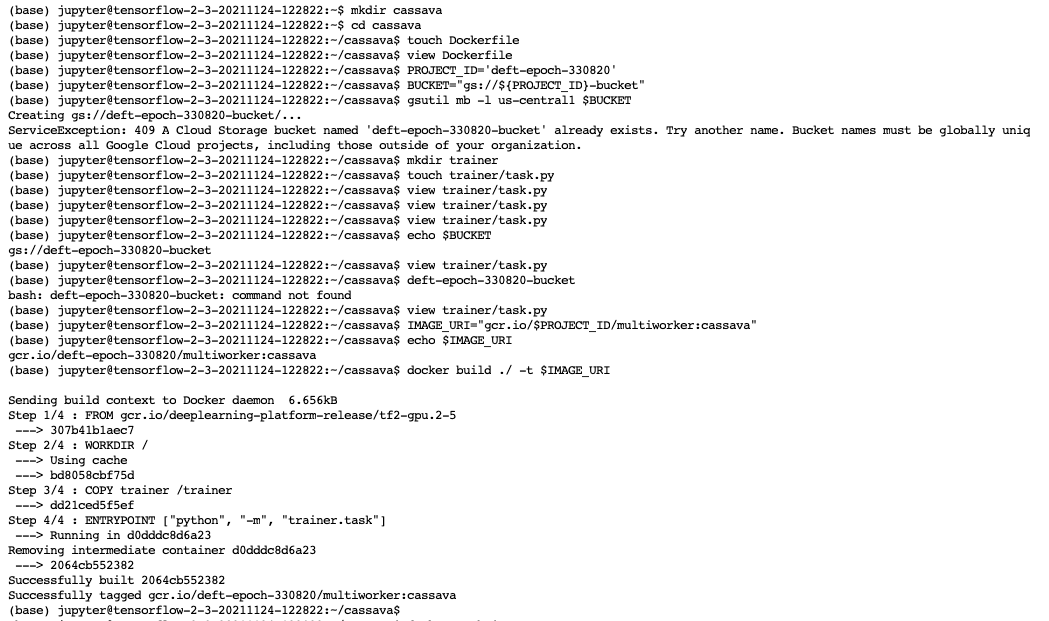 (base) jupyter@tensorflow-2-3-20211124-122822:~$ mkdir cassava
(base) jupyter@tensorflow-2-3-20211124-122822:~$ cd cassava
(base) jupyter@tensorflow-2-3-20211124-122822:~/cassava$ touch Dockerfile
(base) jupyter@tensorflow-2-3-20211124-122822:~/cassava$ view Dockerfile
(base) jupyter@tensorflow-2-3-20211124-122822:~/cassava$ PROJECT_ID='deft-epoch-330820'
(base) jupyter@tensorflow-2-3-20211124-122822:~/cassava$ BUCKET="gs://${PROJECT_ID}-bucket"
(base) jupyter@tensorflow-2-3-20211124-122822:~/cassava$ gsutil mb -l us-central1 $BUCKET
Creating gs://deft-epoch-330820-bucket/...
ServiceException: 409 A Cloud Storage bucket named 'deft-epoch-330820-bucket' already exists. Try another name. Bucket names must be globally uniq
ue across all Google Cloud projects, including those outside of your organization.
(base) jupyter@tensorflow-2-3-20211124-122822:~/cassava$ mkdir trainer
(base) jupyter@tensorflow-2-3-20211124-122822:~/cassava$ touch trainer/task.py
(base) jupyter@tensorflow-2-3-20211124-122822:~/cassava$ view trainer/task.py
(base) jupyter@tensorflow-2-3-20211124-122822:~/cassava$ view trainer/task.py
(base) jupyter@tensorflow-2-3-20211124-122822:~/cassava$ view trainer/task.py
(base) jupyter@tensorflow-2-3-20211124-122822:~/cassava$ echo $BUCKET
gs://deft-epoch-330820-bucket
(base) jupyter@tensorflow-2-3-20211124-122822:~/cassava$ view trainer/task.py
(base) jupyter@tensorflow-2-3-20211124-122822:~/cassava$ deft-epoch-330820-bucket
bash: deft-epoch-330820-bucket: command not found
(base) jupyter@tensorflow-2-3-20211124-122822:~/cassava$ view trainer/task.py
(base) jupyter@tensorflow-2-3-20211124-122822:~/cassava$ IMAGE_URI="gcr.io/$PROJECT_ID/multiworker:cassava"
(base) jupyter@tensorflow-2-3-20211124-122822:~/cassava$ echo $IMAGE_URI
gcr.io/deft-epoch-330820/multiworker:cassava
(base) jupyter@tensorflow-2-3-20211124-122822:~/cassava$ docker build ./ -t $IMAGE_URI
Sending build context to Docker daemon  6.656kB
Step 1/4 : FROM gcr.io/deeplearning-platform-release/tf2-gpu.2-5
---> 307b41b1aec7
Step 2/4 : WORKDIR /
---> Using cache
---> bd8058cbf75d
Step 3/4 : COPY trainer /trainer
---> dd21ced5f5ef
Step 4/4 : ENTRYPOINT ["python", "-m", "trainer.task"]
---> Running in d0dddc8d6a23
Removing intermediate container d0dddc8d6a23
---> 2064cb552382
Successfully built 2064cb552382
Successfully tagged gcr.io/deft-epoch-330820/multiworker:cassava
(base) jupyter@tensorflow-2-3-20211124-122822:~/cassava$